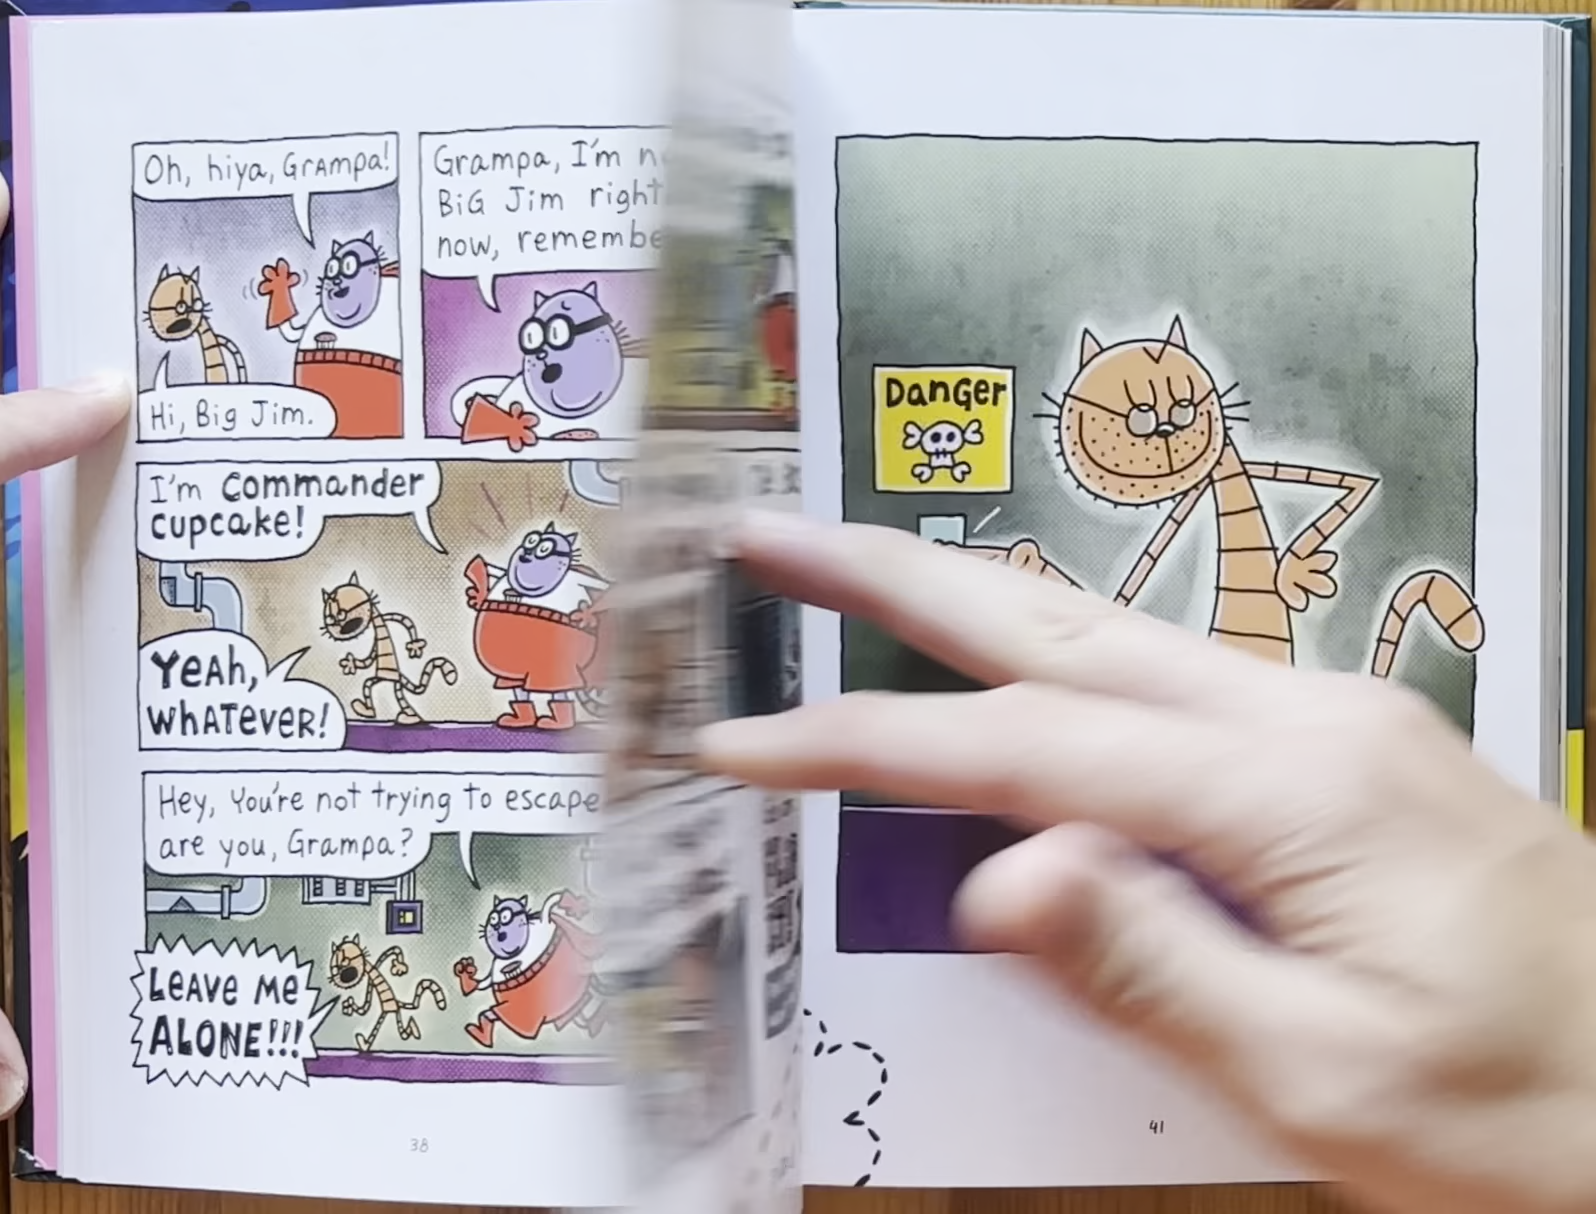 Oh, hiya, Grampa!
Hi, Big Jim.
Grampa, I'm
BIG Jim right
now,
I'm Commander
cupcake!
Yeah,
WHATEVER!
Hey, You're not trying to escape
are you, Grampa?
LEAVE Me
ALONE!!!
38
Danger
41